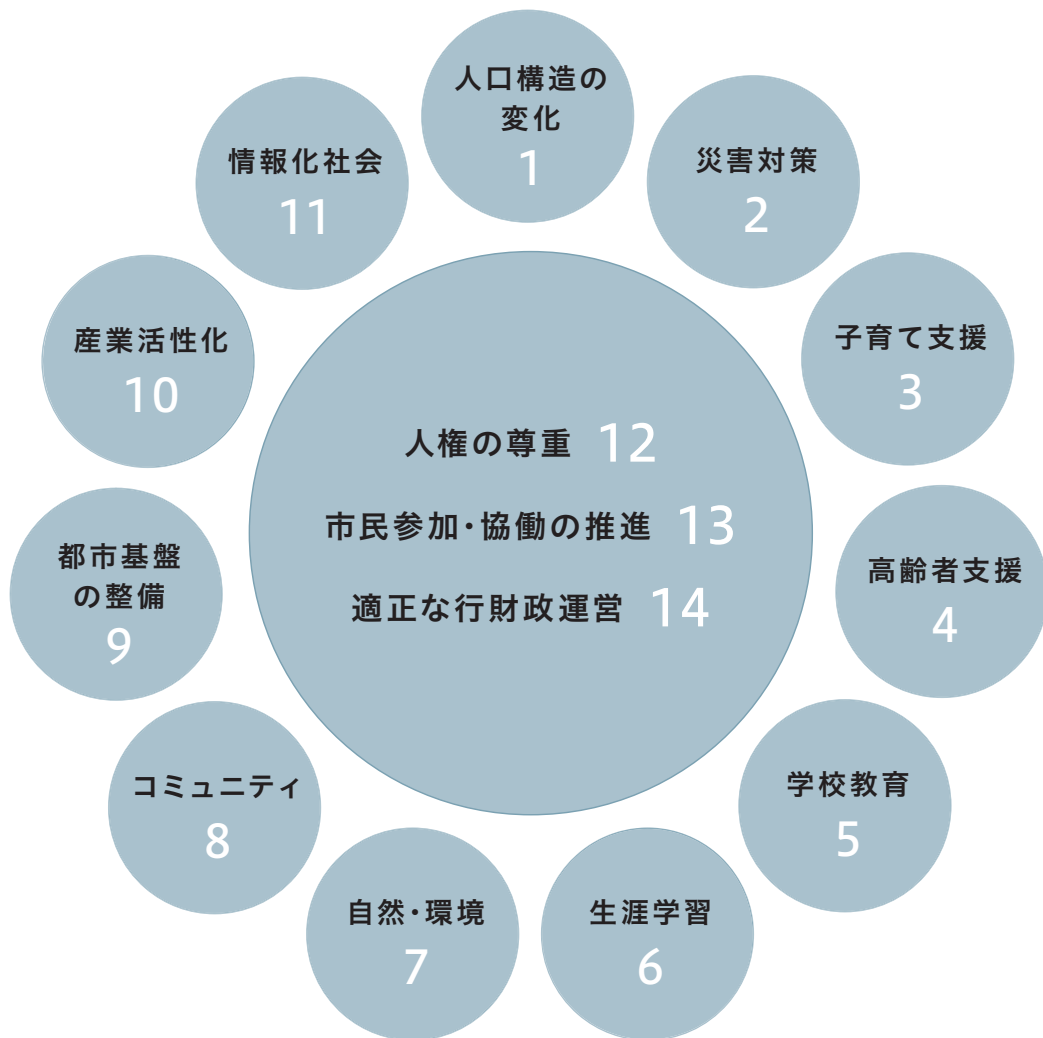 人口構造の
変化
1
災害対策
2
子育て支援
3
高齢者支援
4
学校教育
5
生涯学習
6
自然・環境
7
コミュニティ
8
都市基盤
の整備
9
産業活性化
10
情報化社会
11
人権の尊重 12
市民参加・協働の推進 13
適正な行財政運営 14